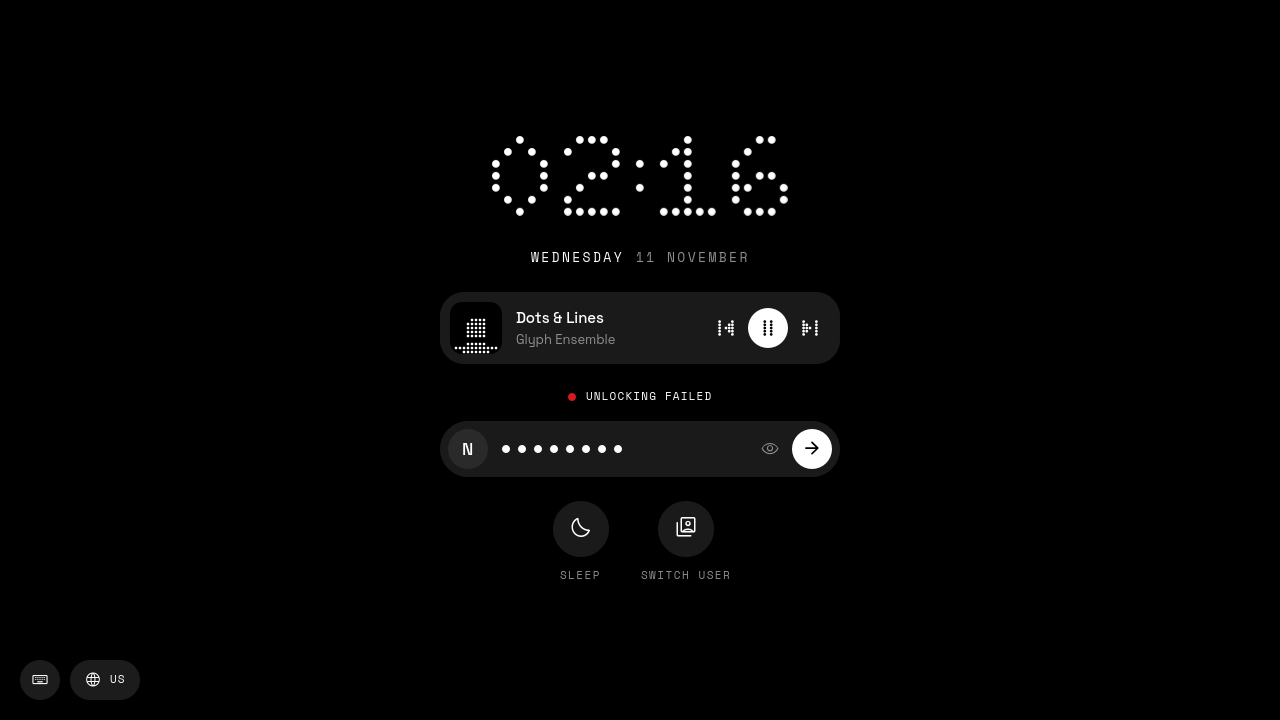 02:16
WEDNESDAY 11 NOVEMBER
Dots & Lines
Glyph Ensemble
UNLOCKING FAILED
N
SLEEP SWITCH USER
US